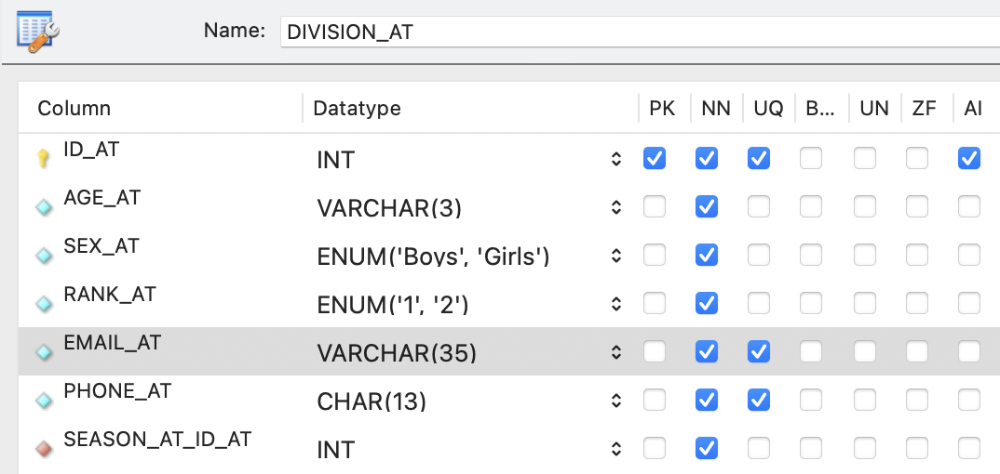 Name: DIVISION_AT
Column Datatype PK NN UQ B... UN ZF AI
ID_AT INT
AGE_AT VARCHAR(3)
SEX_AT ENUM('Boys', 'Girls')
RANK_AT ENUM('1', '2')
EMAIL_AT VARCHAR(35)
PHONE_AT CHAR(13)
SEASON_AT_ID_AT INT